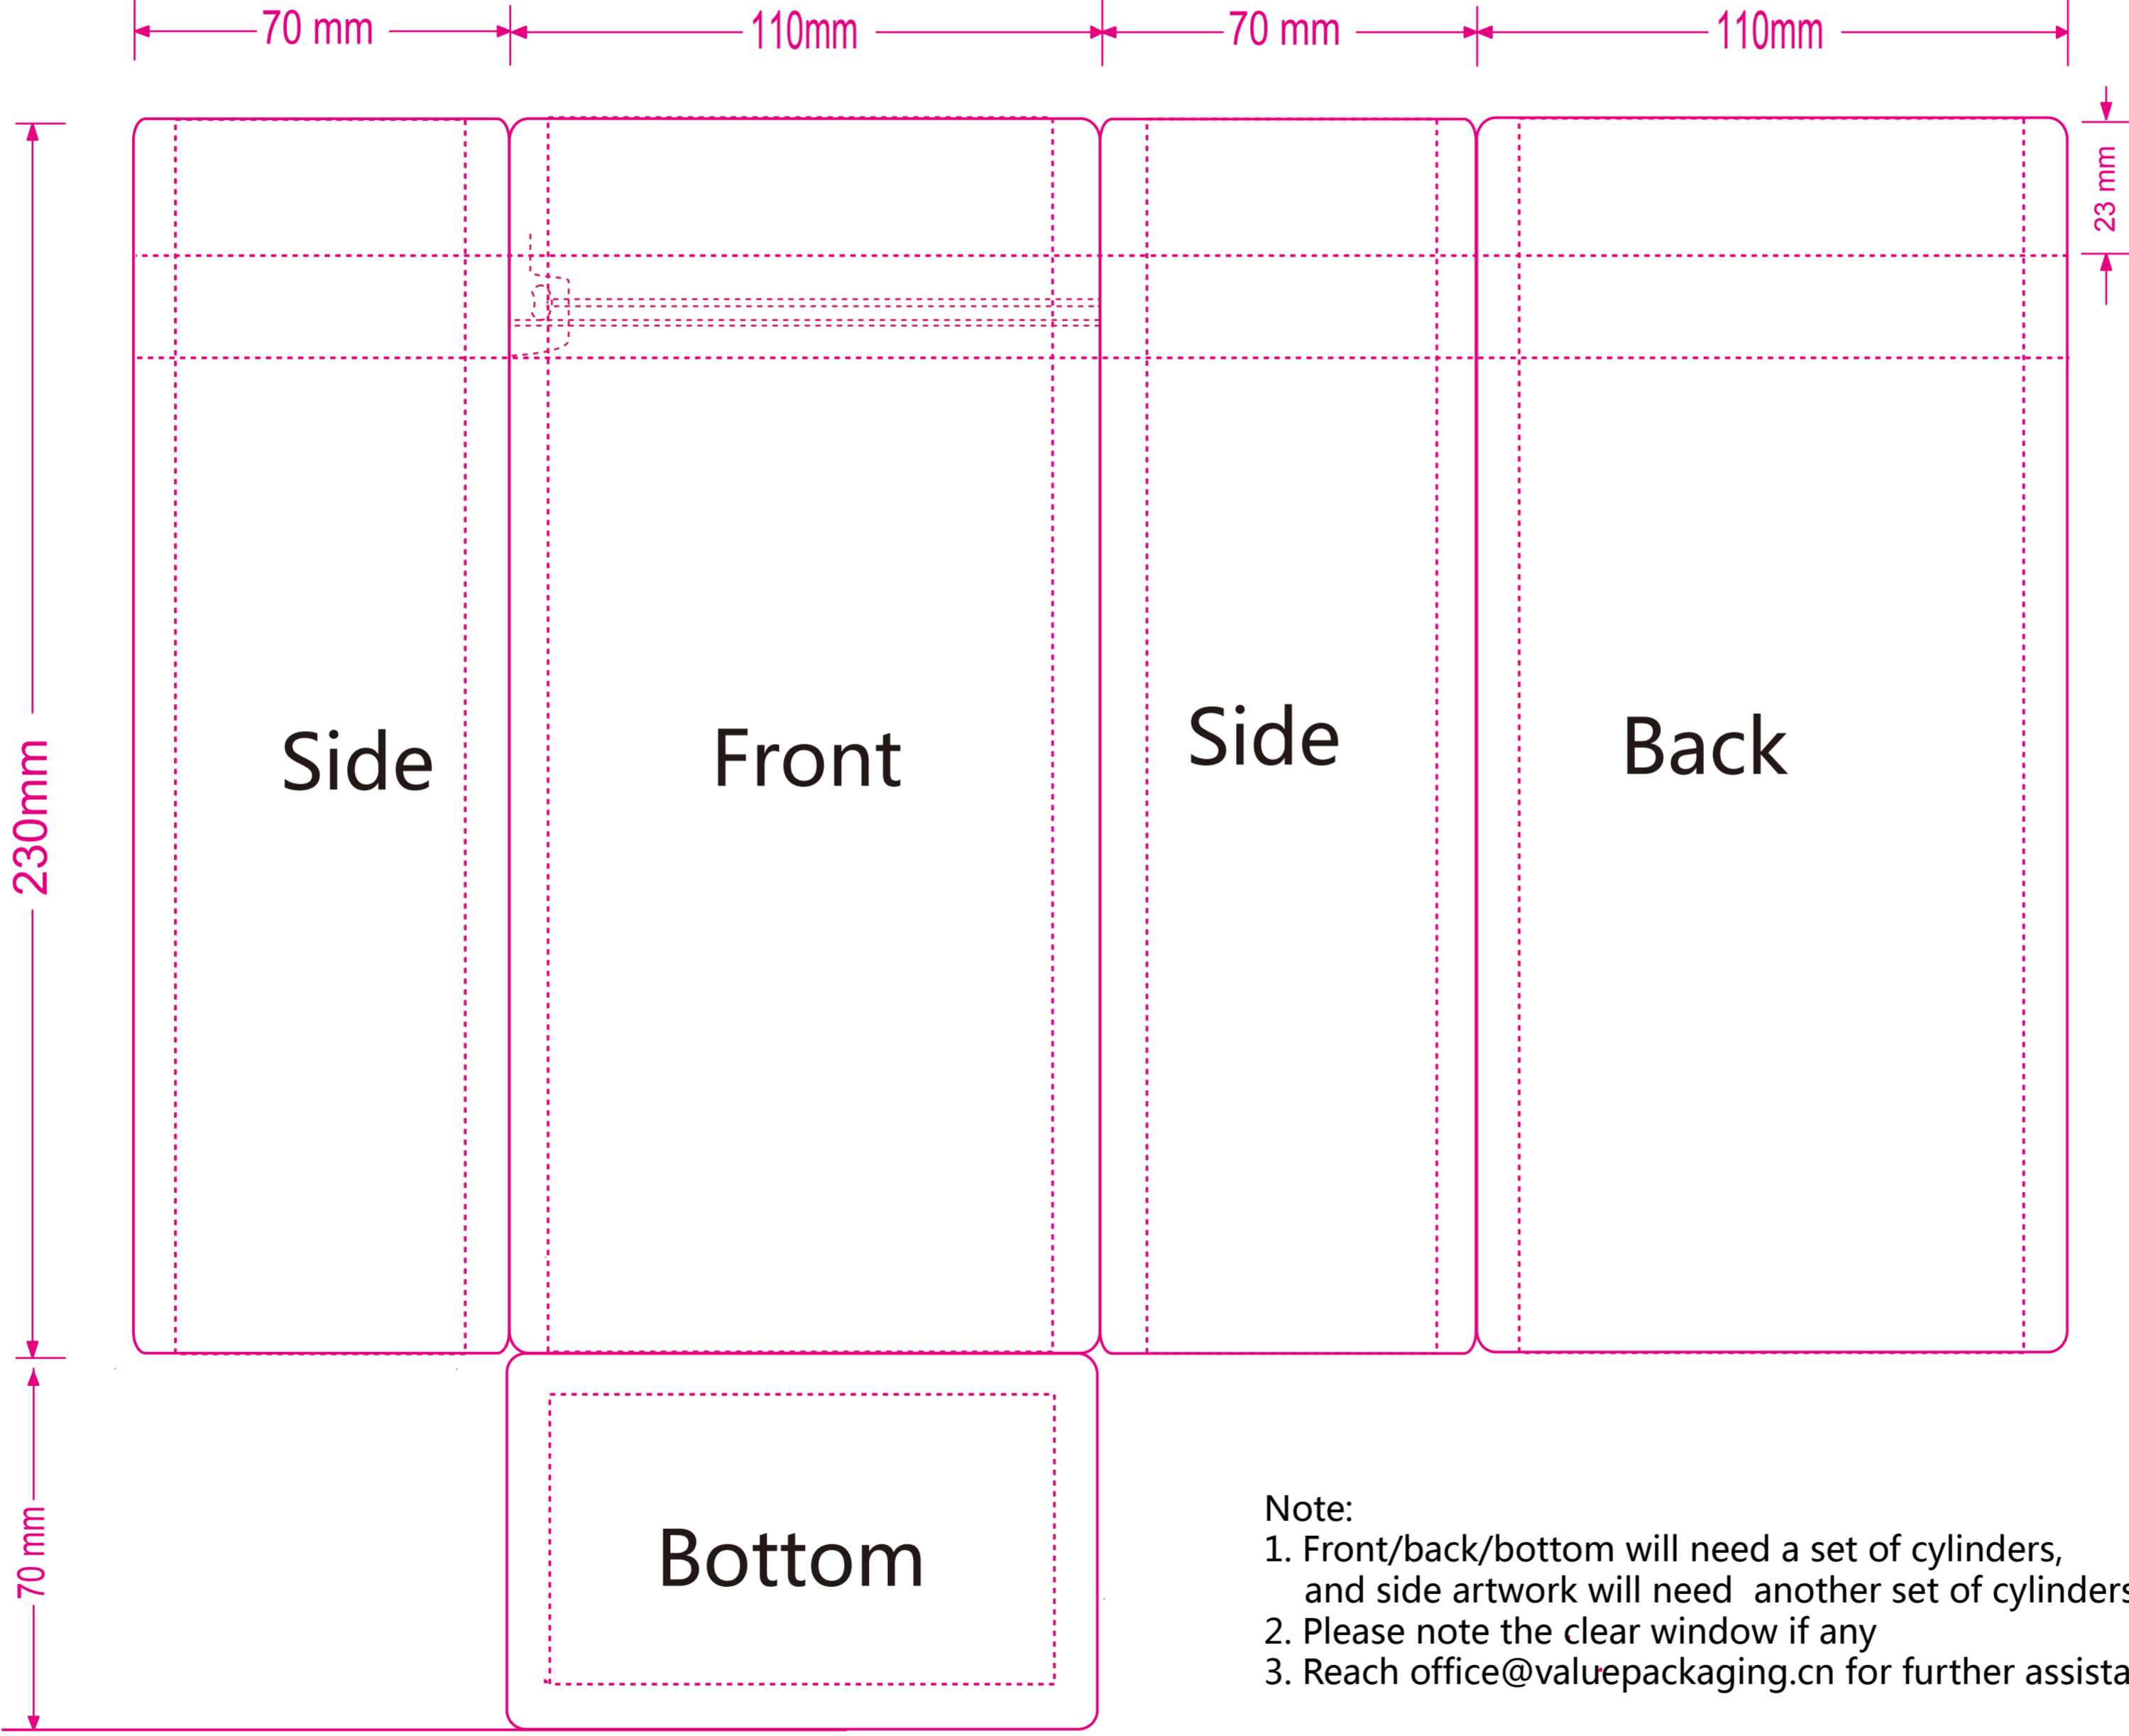 70 mm
110mm
70 mm
110mm
23 mm
230mm
Side
Front
Side
Back
70 mm
Bottom
Note:
1. Front/back/bottom will need a set of cylinders,
and side artwork will need another set of cylinders
2. Please note the clear window if any
3. Reach office@valuepackaging.cn for further assista